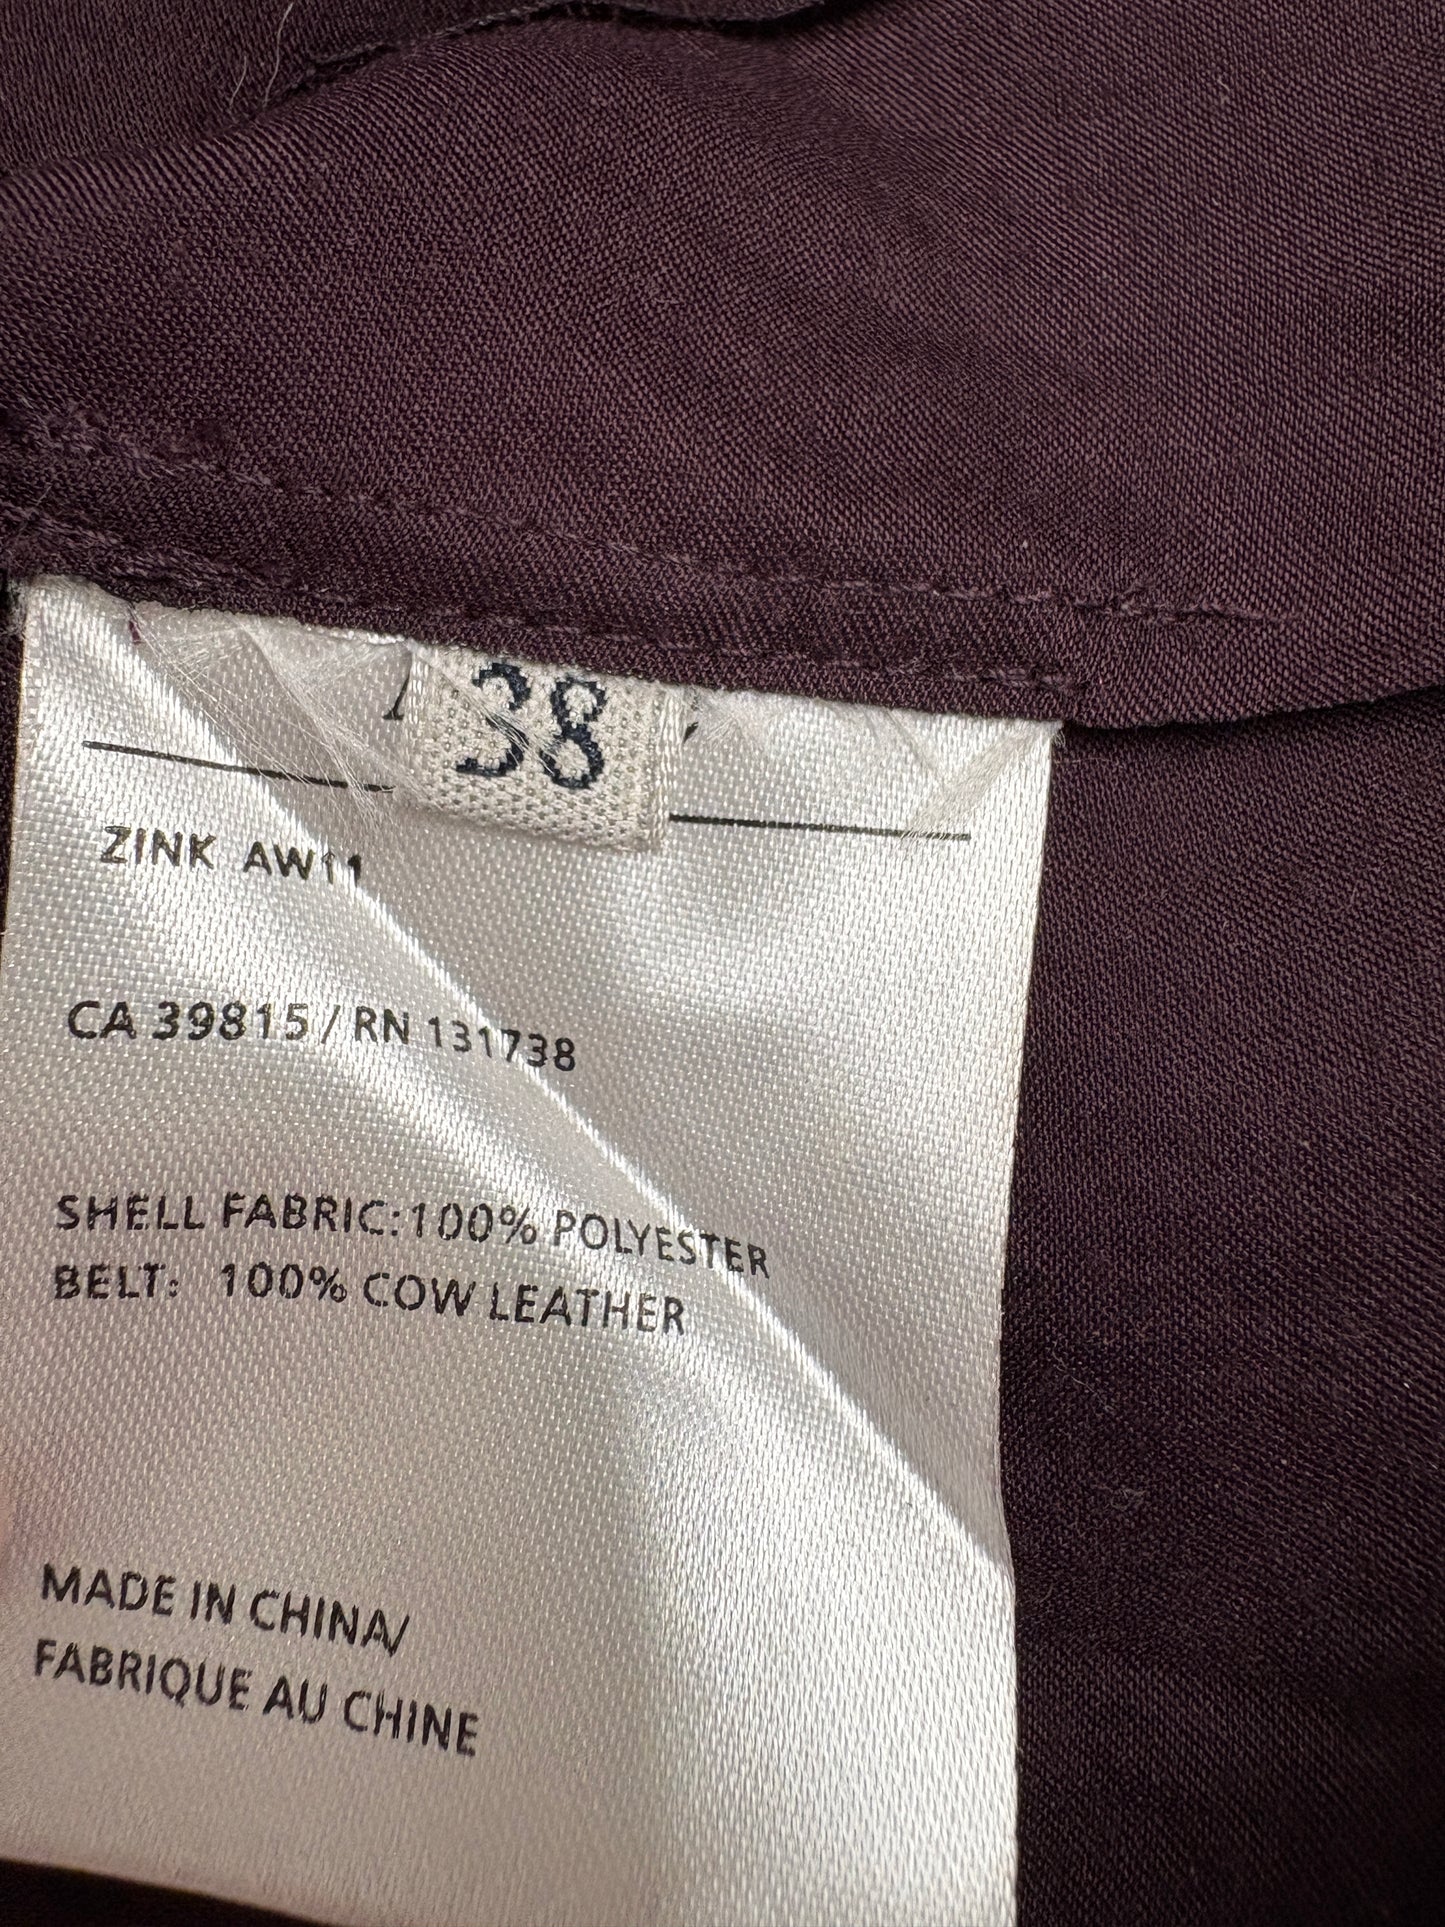 38
ZINK AW11
CA 39815 / RN 131738
SHELL FABRIC:100% POLYESTER
BELT: 100% COW LEATHER
MADE IN CHINA/
FABRIQUE AU CHINE